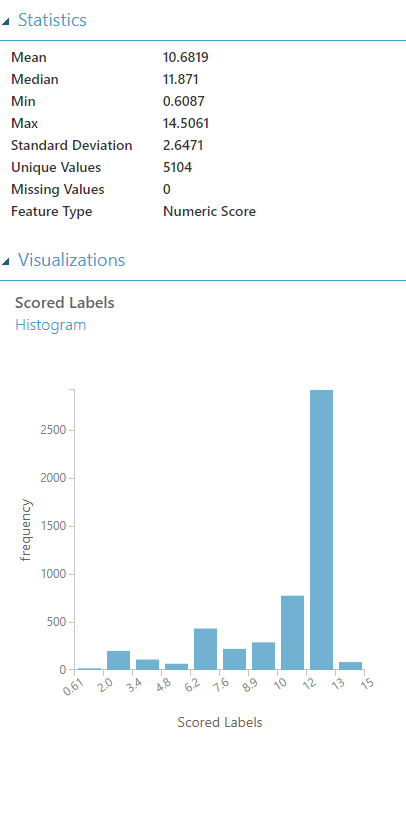 Statistics
Mean 10.6819
Median 11.871
Min 0.6087
Max 14.5061
Standard Deviation 2.6471
Unique Values 5104
Missing Values 0
Feature Type Numeric Score
Visualizations
Scored Labels
Histogram
2500
2000
1500
1000
500
0
frequency
0.61 2.0 3.4 4.8 6.2 7.6 8.9 10 12 13 15
Scored Labels